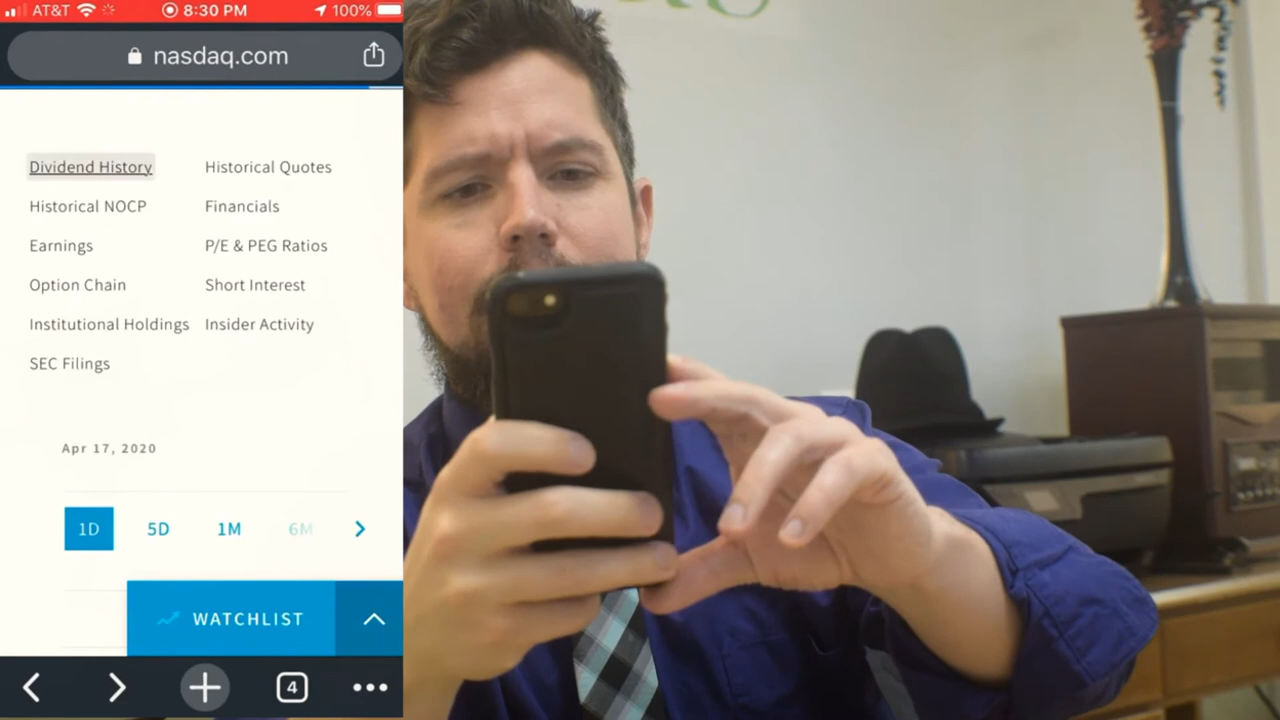 AT&T 8:30 PM 100%
nasdaq.com
Dividend History Historical Quotes
Historical NOCP Financials
Earnings P/E & PEG Ratios
Option Chain Short Interest
Institutional Holdings Insider Activity
SEC Filings
Apr 17, 2020
1D 5D 1M 6M
WATCHLIST
4